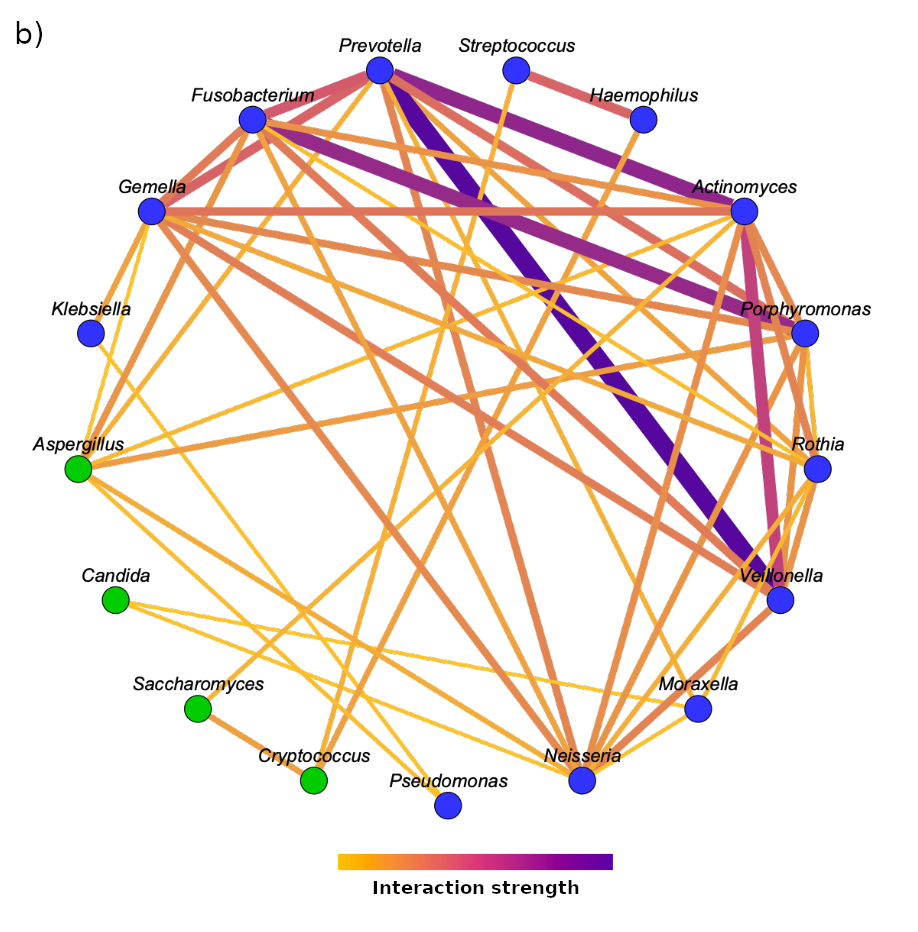 b)
Prevotella
Streptococcus
Fusobacterium
Haemophilus
Gemella
Actinomyces
Klebsiella
Porphyromonas
Aspergillus
Rothia
Candida
Veillonella
Saccharomyces
Moraxella
Cryptococcus
Neisseria
Pseudomonas
Interaction strength